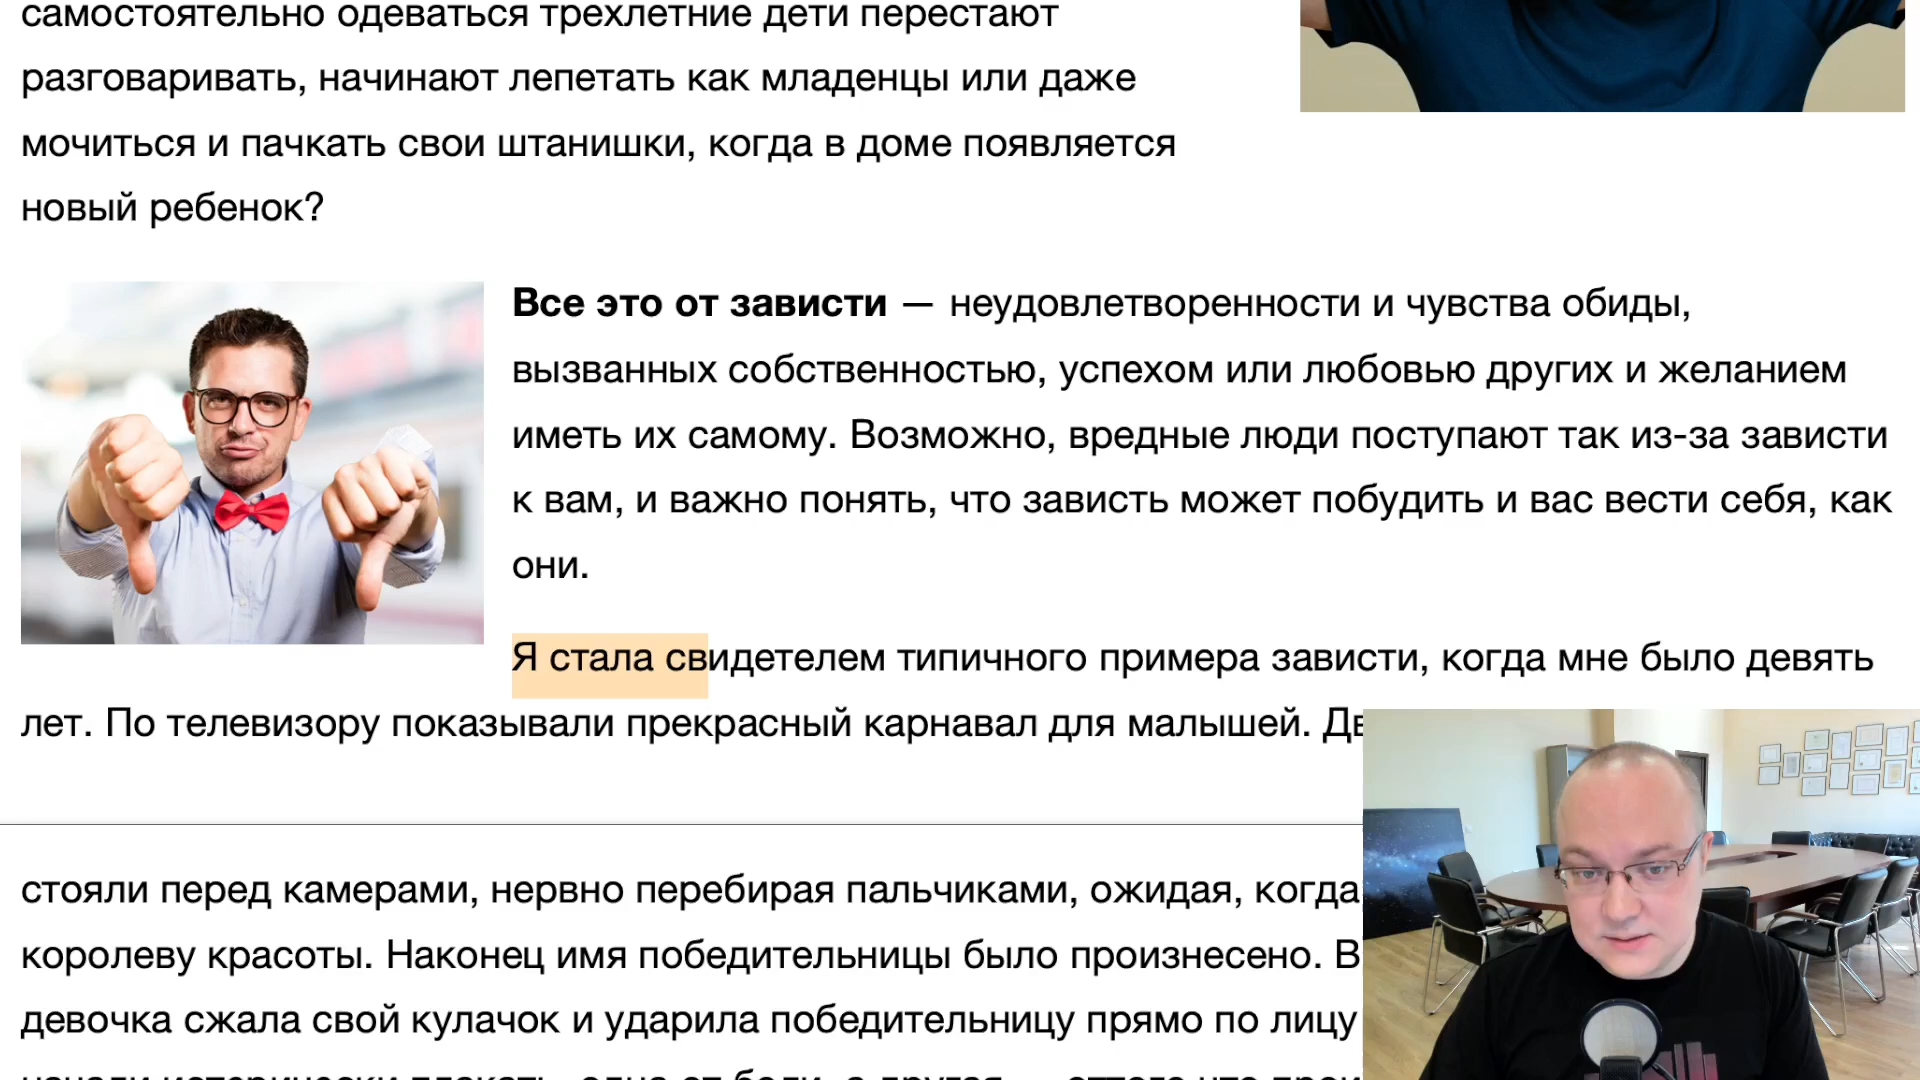 самостоятельно одеваться трехлетние дети перестают
разговаривать, начинают лепетать как младенцы или даже
мочиться и пачкать свои штанишки, когда в доме появляется
новый ребенок?
Все это от зависти — неудовлетворенности и чувства обиды,
вызванных собственностью, успехом или любовью других и желанием
иметь их самому. Возможно, вредные люди поступают так из-за зависти
к вам, и важно понять, что зависть может побудить и вас вести себя, как
они.
Я стала свидетелем типичного примера зависти, когда мне было девять
лет. По телевизору показывали прекрасный карнавал для малышей.
стояли перед камерами, нервно перебирая пальчиками, ожидая, когда
королеву красоты. Наконец имя победительницы было произнесено. В
девочка сжала свой кулачок и ударила победительницу прямо по лицу